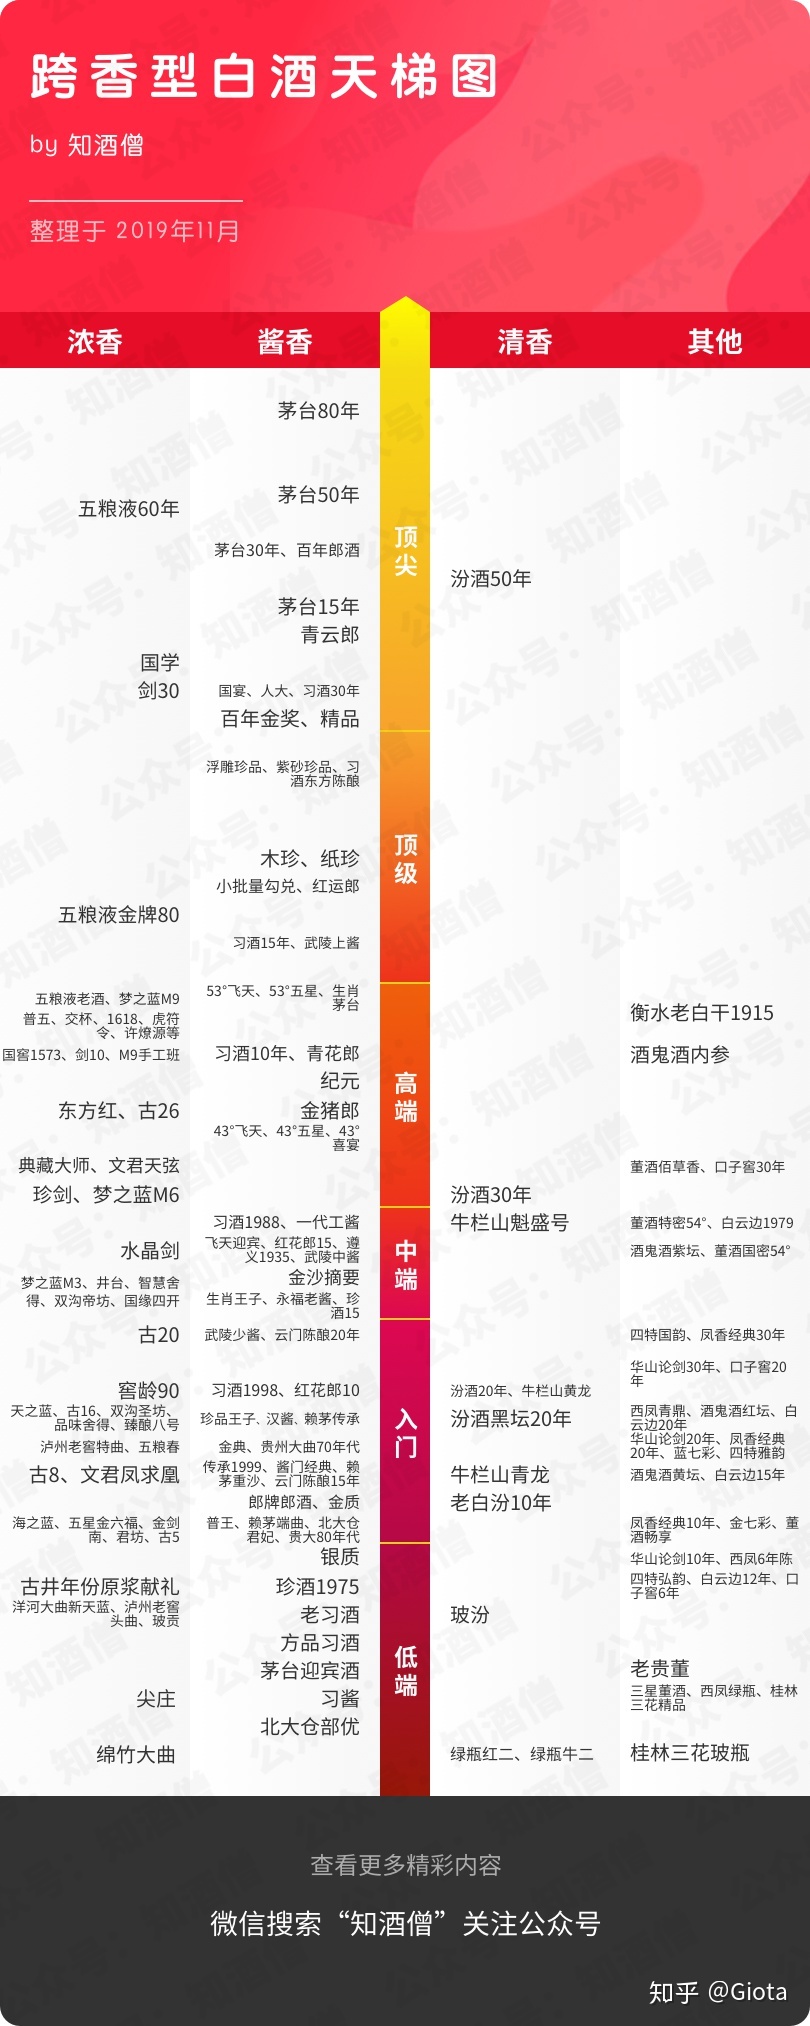 跨香型白酒天梯图
by 知酒僧
整理于 2019年11月
浓香
酱香
清香
其他
五粮液60年
国学
剑30
五粮液金牌80
五粮液老酒、梦之蓝M9
普五、交杯、1618、虎符
令、许燎源等
国窖1573、剑10、M9手工班
东方红、古26
典藏大师、文君天弦
珍剑、梦之蓝M6
水晶剑
梦之蓝M3、井台、智慧舍
得、双沟帝坊、国缘四开
古20
窖龄90
天之蓝、古16、双沟圣坊、
品味舍得、臻酿八号
泸州老窖特曲、五粮春
古8、文君凤求凰
海之蓝、五星金六福、金剑
南、君坊、古5
古井年份原浆献礼
洋河大曲新天蓝、泸州老窖
头曲、玻贡
尖庄
绵竹大曲
茅台80年
茅台50年
茅台30年、百年郎酒
茅台15年
青云郎
国宴、人大、习酒30年
百年金奖、精品
浮雕珍品、紫砂珍品、习
酒东方陈酿
木珍、纸珍
小批量勾兑、红运郎
习酒15年、武陵上酱
53°飞天、53°五星、生肖
茅台
习酒10年、青花郎
纪元
金猪郎
43°飞天、43°五星、43°
喜宴
习酒1988、一代工酱
飞天迎宾、红花郎15、遵
义1935、武陵中酱
金沙摘要
生肖王子、永福老酱、珍
酒15
武陵少酱、云门陈酿20年
习酒1998、红花郎10
珍品王子、汉酱、赖茅传承
金典、贵州大曲70年代
传承1999、酱门经典、赖
茅重沙、云门陈酿15年
郎牌郎酒、金质
普王、赖茅端曲、北大仓
君妃、贵大80年代
银质
珍酒1975
老习酒
方品习酒
茅台迎宾酒
习酱
北大仓部优
顶尖
顶级
高端
中端
入门
低端
汾酒50年
汾酒30年
牛栏山魁盛号
汾酒20年、牛栏山黄龙
汾酒黑坛20年
牛栏山青龙
老白汾10年
玻汾
绿瓶红二、绿瓶牛二
衡水老白干1915
酒鬼酒内参
董酒佰草香、口子窖30年
董酒特密54°、白云边1979
酒鬼酒紫坛、董酒国密54°
四特国韵、凤香经典30年
华山论剑30年、口子窖20
年
西凤青鼎、酒鬼酒红坛、白
云边20年
华山论剑20年、凤香经典
20年、蓝七彩、四特雅韵
酒鬼酒黄坛、白云边15年
凤香经典10年、金七彩、董
酒畅享
华山论剑10年、西凤6年陈
四特弘韵、白云边12年、口
子窖6年
老贵董
三星董酒、西凤绿瓶、桂林
三花精品
桂林三花玻瓶
查看更多精彩内容
微信搜索“知酒僧”关注公众号
知乎 @Giota
公众号：知酒僧